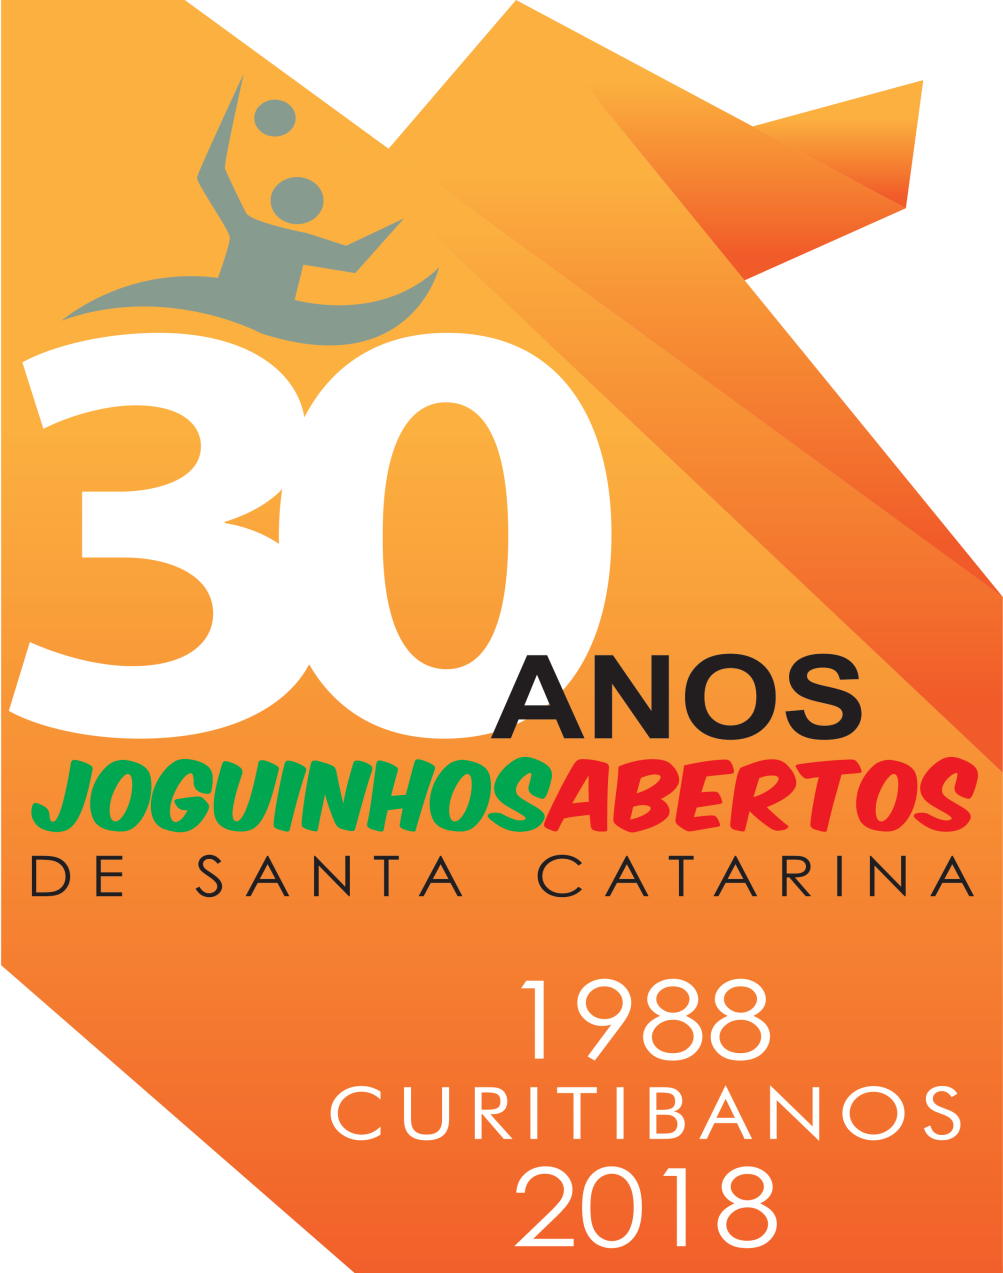 30
ANOS
JOGUINHOSABERTOS
DE SANTA CATARINA
1988
CURITIBANOS
2018